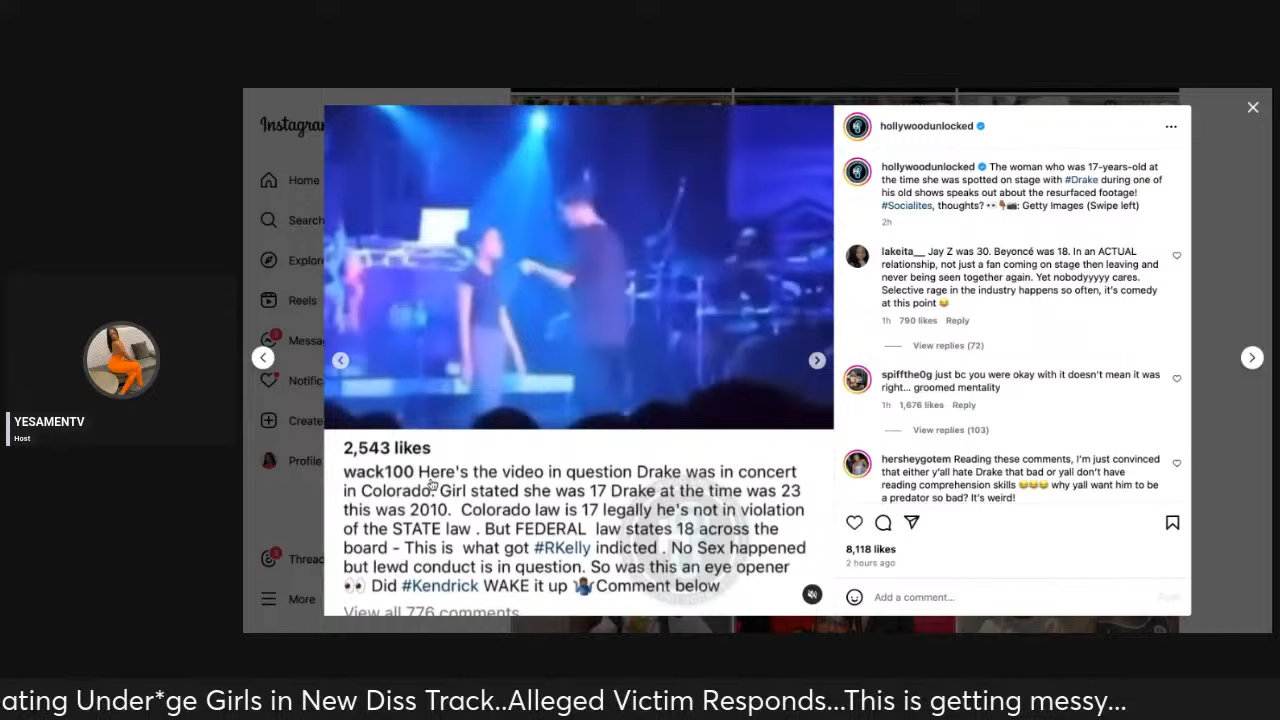 Instagram
hollywoodunlocked
Home
hollywoodunlocked The woman who was 17-years-old at
the time she was spotted on stage with #Drake during one of
his old shows speaks out about the resurfaced footage!
#Socialites, thoughts? 👀👇🏾📷: Getty Images (Swipe left)
2h
Search
Explore
lakeita__ Jay Z was 30. Beyoncé was 18. In an ACTUAL
relationship, not just a fan coming on stage then leaving and
never being seen together again. Yet nobodyyyyy cares.
Selective rage in the industry happens so often, it's comedy
at this point 😂
1h 790 likes Reply
View replies (72)
Reels
Messa
Notific
Create
Profile
spiffthe0g just bc you were okay with it doesn't mean it was
right... groomed mentality
1h 1,676 likes Reply
View replies (103)
YESAMENTV
Host
2,543 likes
wack100 Here's the video in question Drake was in concert
in Colorado. Girl stated she was 17 Drake at the time was 23
this was 2010. Colorado law is 17 legally he's not in violation
of the STATE law . But FEDERAL law states 18 across the
board - This is what got #RKelly indicted . No Sex happened
but lewd conduct is in question. So was this an eye opener
👀 Did #Kendrick WAKE it up 🤷🏾‍♂️Comment below
View all 776 comments
hersheygotem Reading these comments, I'm just convinced
that either y'all hate Drake that bad or yall don't have
reading comprehension skills 😂😂😂 why yall want him to
be a predator so bad? It's weird!
8,118 likes
2 hours ago
Threa
More
Add a comment...
Post
ating Under*ge Girls in New Diss Track..Alleged Victim Responds...This is getting messy...